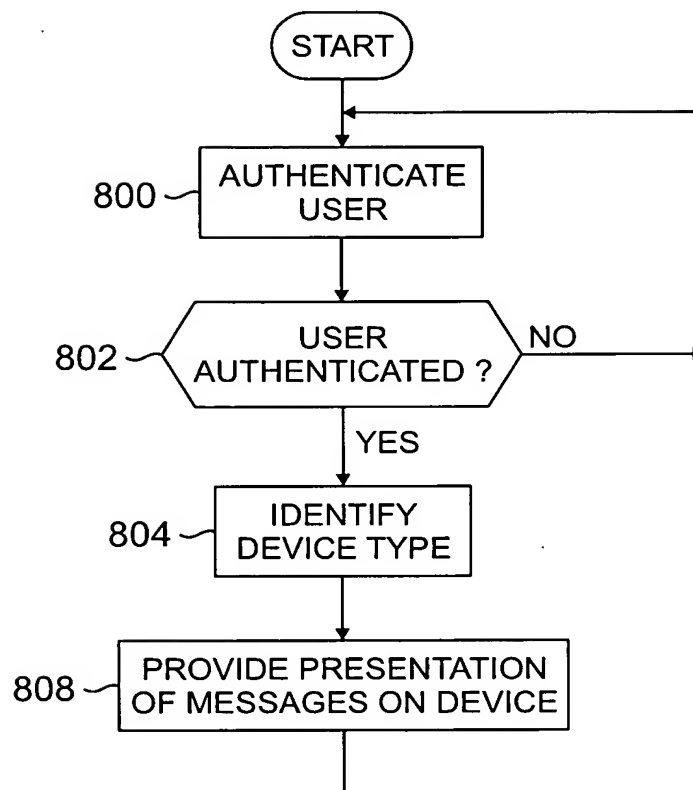 START
800
AUTHENTICATE
USER
802
USER
AUTHENTICATED ?
NO
YES
804
IDENTIFY
DEVICE TYPE
808
PROVIDE PRESENTATION
OF MESSAGES ON DEVICE